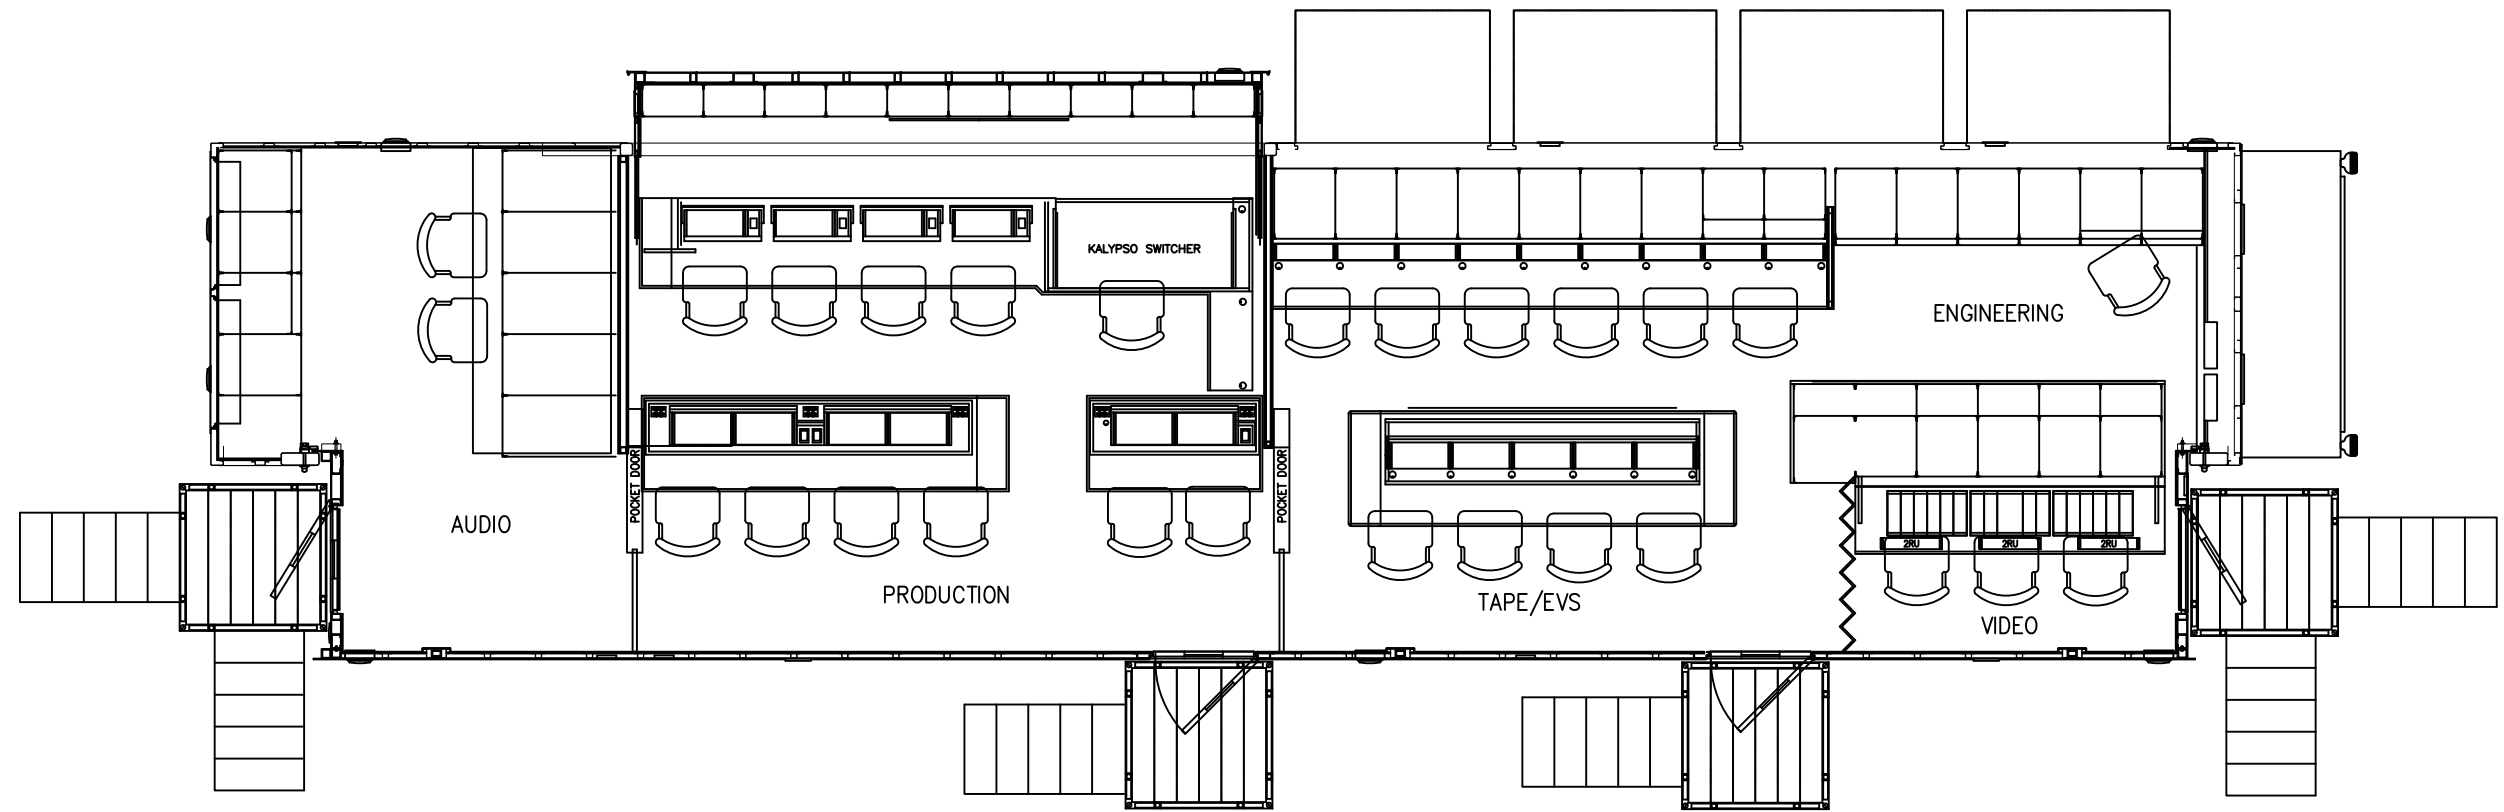 KALYPSO SWITCHER
ENGINEERING
POCKET DOOR
POCKET DOOR
AUDIO
2RU
2RU
2RU
PRODUCTION
TAPE/EVS
VIDEO